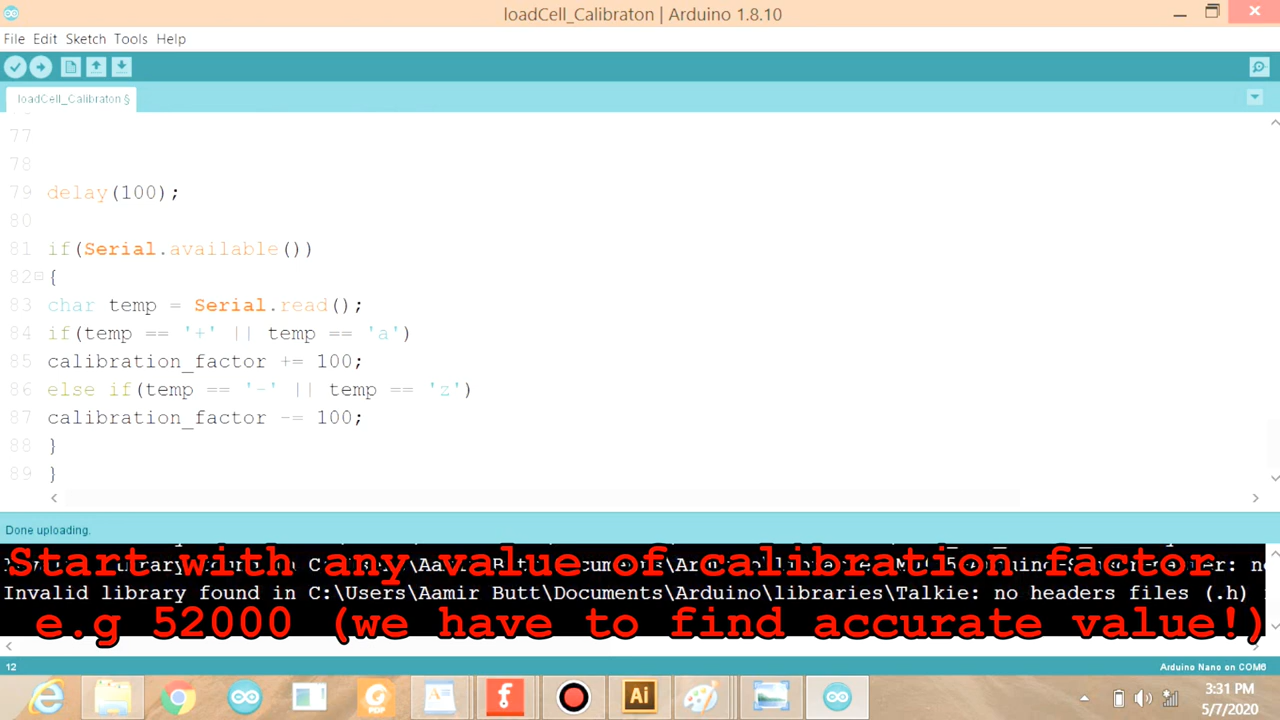 loadCell_Calibraton | Arduino 1.8.10
File Edit Sketch Tools Help
loadCell_Calibraton §
77
78
79 delay(100);
80
81 if(Serial.available())
82 {
83 char temp = Serial.read();
84 if(temp == '+' || temp == 'a')
85 calibration_factor += 100;
86 else if(temp == '-' || temp == 'z')
87 calibration_factor -= 100;
88 }
89 }
Done uploading.
Start with any value of calibration factor
Invalid library found in C:\Users\Aamir Butt\Documents\Arduino\libraries\Talkie: no headers files (.h)
e.g 52000 (we have to find accurate value!)
12 Arduino Nano on COM6
PDF
f
Ai
3:31 PM
5/7/2020